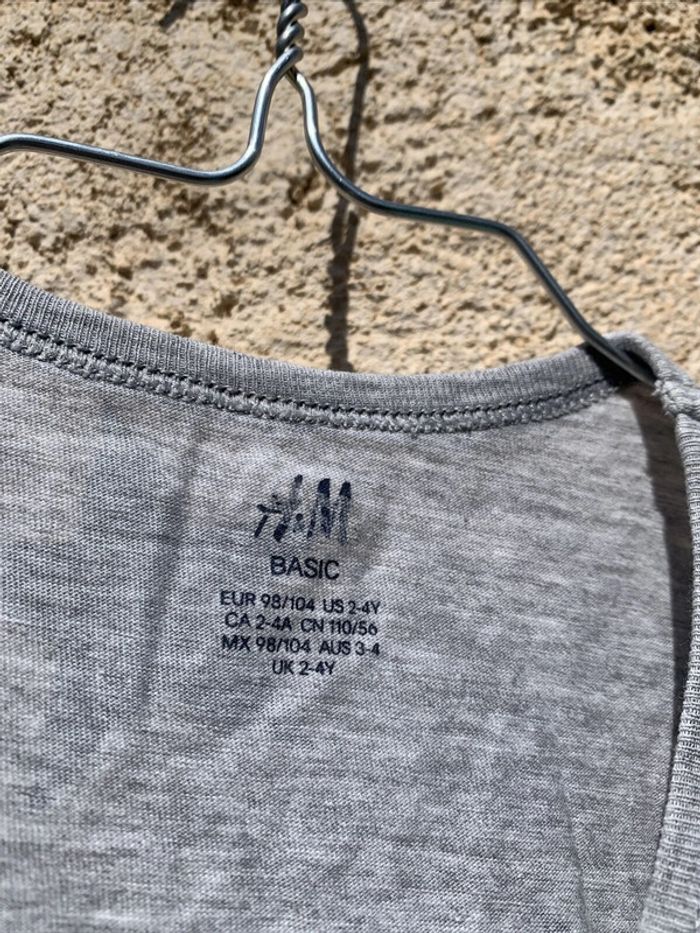 H&M
BASIC
EUR 98/104 US 2-4Y
CA 2-4A CN 110/56
MX 98/104 AUS 3-4
UK 2-4Y